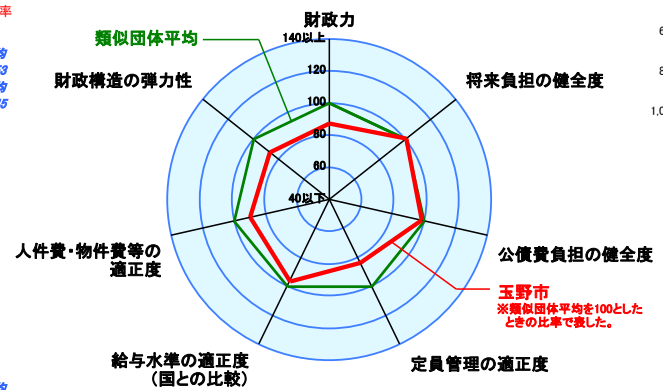 率
財政力
類似団体平均
140以上
120
100
80
60
40以下
財政構造の弾力性
将来負担の健全度
人件費・物件費等の
適正度
公債費負担の健全度
玉野市
※類似団体平均を100とした
ときの比率で表した。
給与水準の適正度
（国との比較）
定員管理の適正度